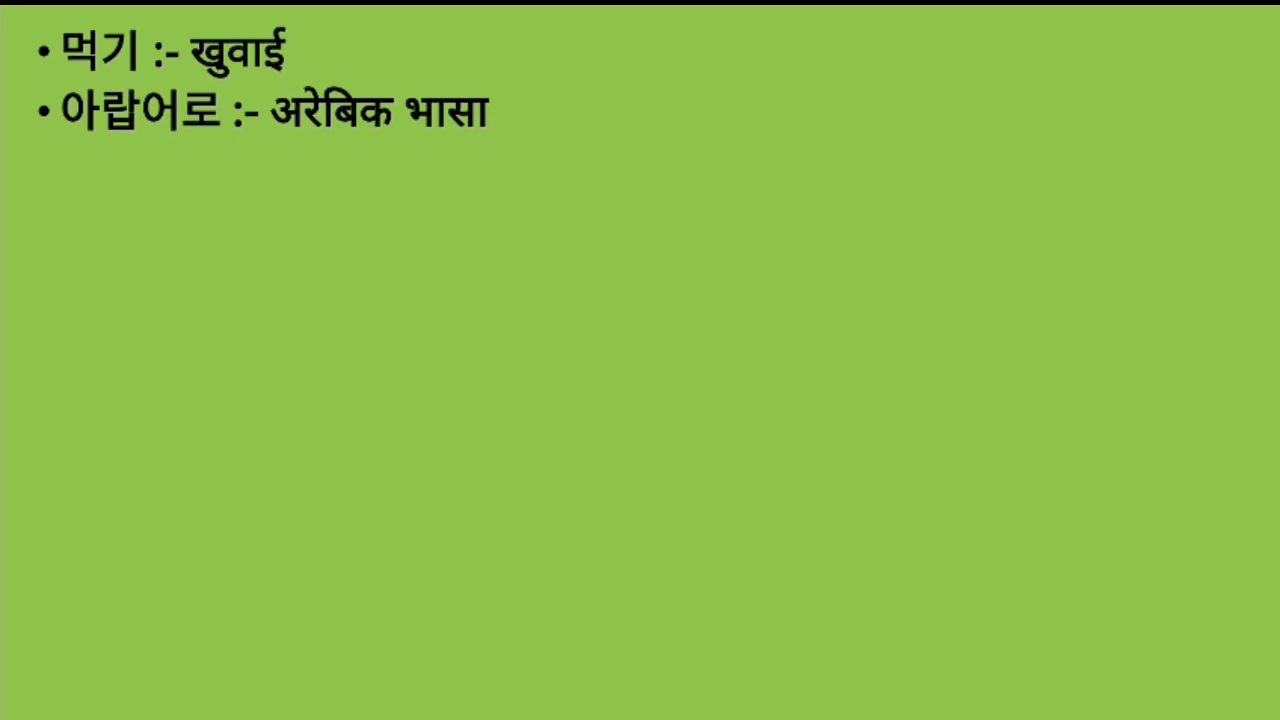 • 먹기 :- खुवाई
• 아랍어로 :- अरेबिक भासा